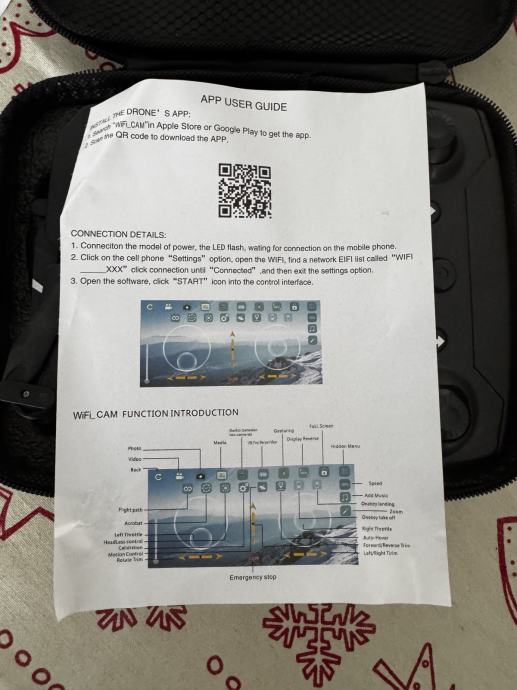 APP USER GUIDE
INSTALL THE DRONE'S APP:
1. Search "WiFi_CAM"in Apple Store or Google Play to get the app.
2. Scan the QR code to download the APP.
CONNECTION DETAILS:
1. Conneciton the model of power, the LED flash, wating for connection on the mobile phone.
2. Click on the cell phone "Settings" option, open the WIFI, find a network EIFI list called "WIFI
_____XXX" click connection until "Connected" ,and then exit the settings option.
3. Open the software, click "START" icon into the control interface.
WiFi_CAM FUNCTION INTRODUCTION
Full Screen
Gesturing
Display Reverse
VR
Media
Hidden Menu
Photo
Video
Back
Speed
Add Music
Onekey landing
Zoom
Onekey take off
Flight path
Acrobat
Left Throttle
Headless control
Calibration
Motion Control
Rotate Trim
Right Throttle
Auto-Hover
Forward/Reverse Trim
Left/Right Trim
Emergency stop